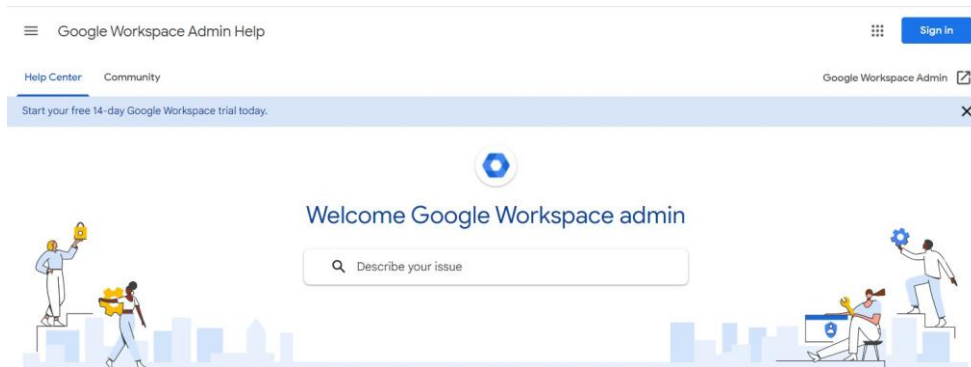 Google Workspace Admin Help
Sign in
Help Center
Community
Google Workspace Admin
Start your free 14-day Google Workspace trial today.
Welcome Google Workspace admin
Describe your issue